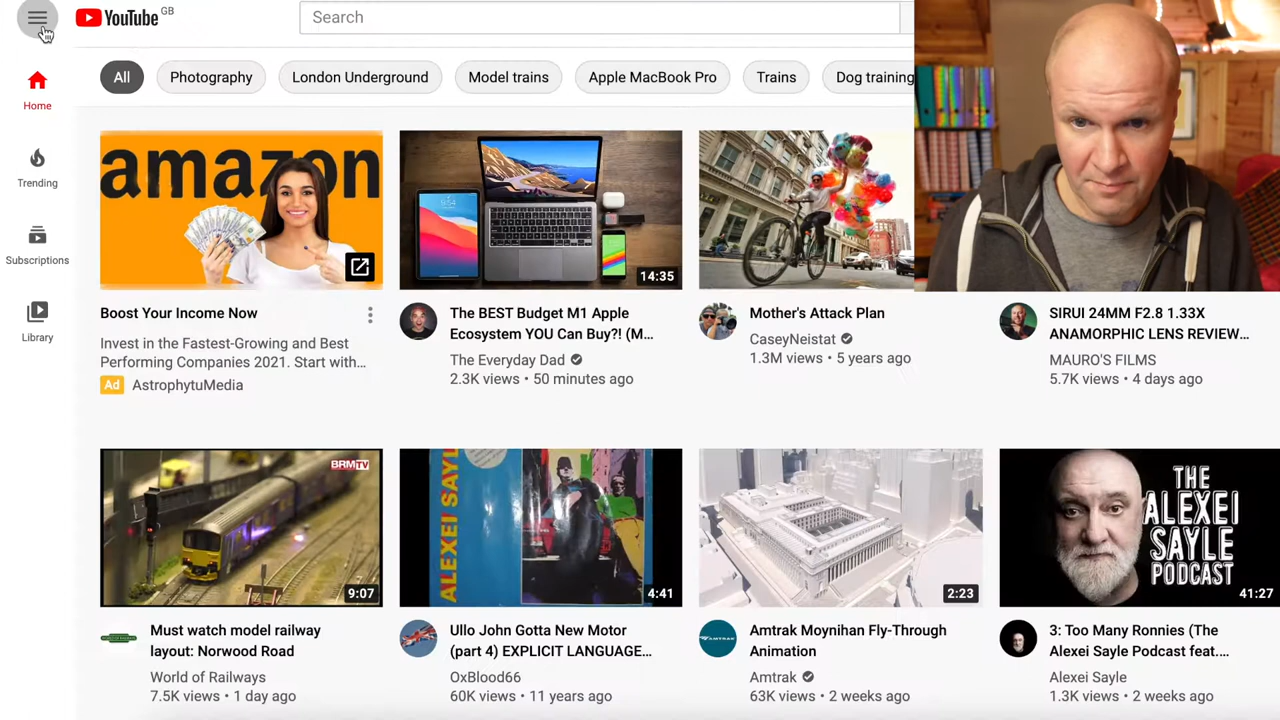 YouTube GB
Search
All
Photography
London Underground
Model trains
Apple MacBook Pro
Trains
Dog training
Home
Trending
Subscriptions
Library
amazon
9:54
14:35
Boost Your Income Now
Invest in the Fastest-Growing and Best
Performing Companies 2021. Start with...
Ad AstrophytuMedia
The BEST Budget M1 Apple
Ecosystem YOU Can Buy?! (M...
The Everyday Dad
2.3K views • 50 minutes ago
Mother's Attack Plan
CaseyNeistat
1.3M views • 5 years ago
SIRUI 24MM F2.8 1.33X
ANAMORPHIC LENS REVIEW...
MAURO'S FILMS
5.7K views • 4 days ago
BRMTV
9:07
ALEXEI SAYL
4:41
2:23
THE
ALEXEI
SAYLE
PODCAST
41:27
Must watch model railway
layout: Norwood Road
World of Railways
7.5K views • 1 day ago
Ullo John Gotta New Motor
(part 4) EXPLICIT LANGUAGE...
OxBlood66
60K views • 11 years ago
AMTRAK
Amtrak Moynihan Fly-Through
Animation
Amtrak
63K views • 2 weeks ago
3: Too Many Ronnies (The
Alexei Sayle Podcast feat....
Alexei Sayle
1.3K views • 2 weeks ago